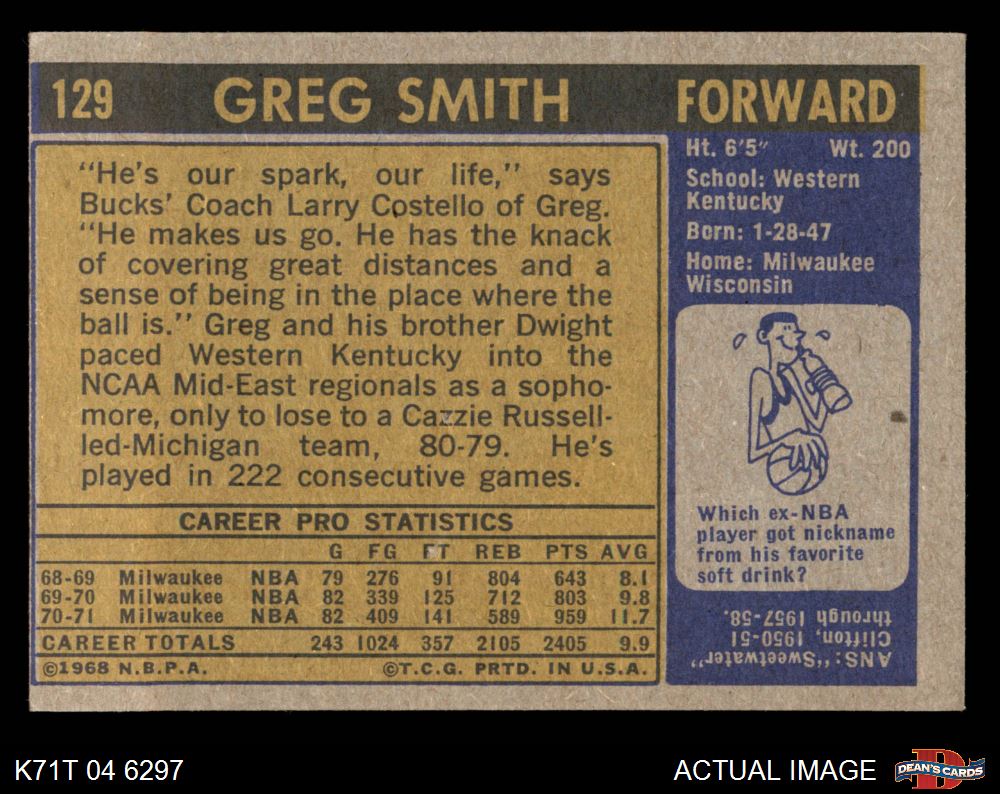 129 GREG SMITH FORWARD
"He's our spark, our life," says
Bucks' Coach Larry Costello of Greg.
"He makes us go. He has the knack
of covering great distances and a
sense of being in the place where the
ball is." Greg and his brother Dwight
paced Western Kentucky into the
NCAA Mid-East regionals as a sopho-
more, only to lose to a Cazzie Russell-
led-Michigan team, 80-79. He's
played in 222 consecutive games.
CAREER PRO STATISTICS
G FG FT REB PTS AVG
68-69 Milwaukee NBA 79 276 91 804 643 8.1
69-70 Milwaukee NBA 82 339 125 712 803 9.8
70-71 Milwaukee NBA 82 409 141 589 959 11.7
CAREER TOTALS 243 1024 357 2105 2405 9.9
©1968 N.B.P.A. ©T.C.G. PRTD. IN U.S.A.
Ht. 6'5" Wt. 200
School: Western
Kentucky
Born: 1-28-47
Home: Milwaukee
Wisconsin
Which ex-NBA
player got nickname
from his favorite
soft drink?
ANS: "Sweetwater"
Clifton, 1950-51
through 1957-58.
K71T 04 6297
ACTUAL IMAGE
D
DEAN'S CARDS